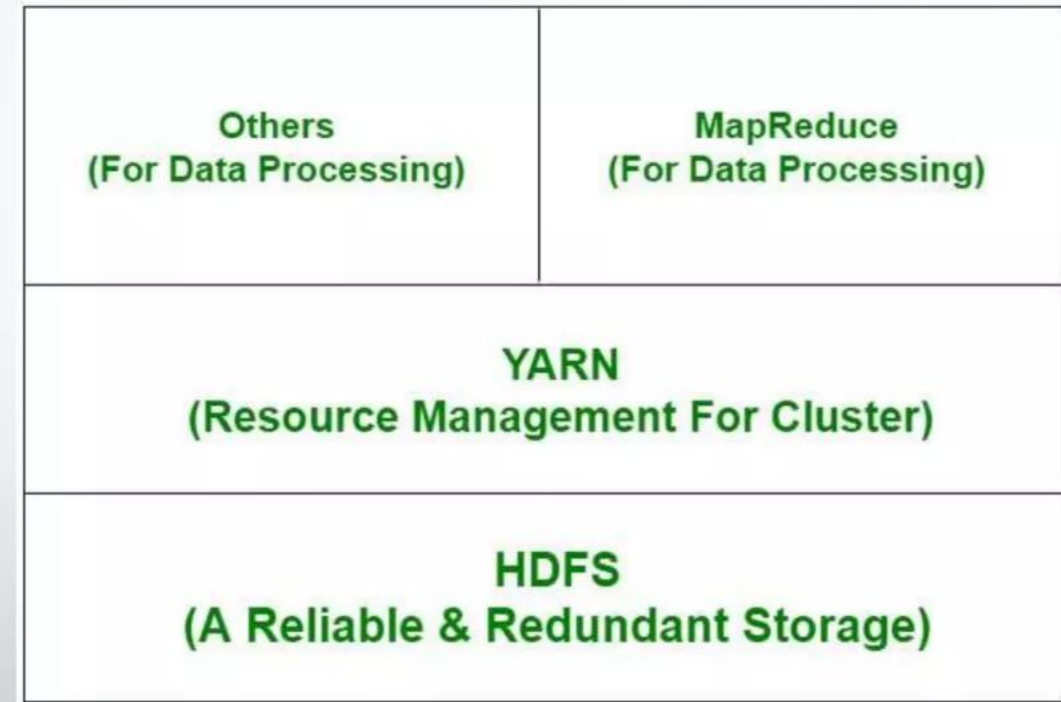 Others
(For Data Processing)
MapReduce
(For Data Processing)
YARN
(Resource Management For Cluster)
HDFS
(A Reliable & Redundant Storage)